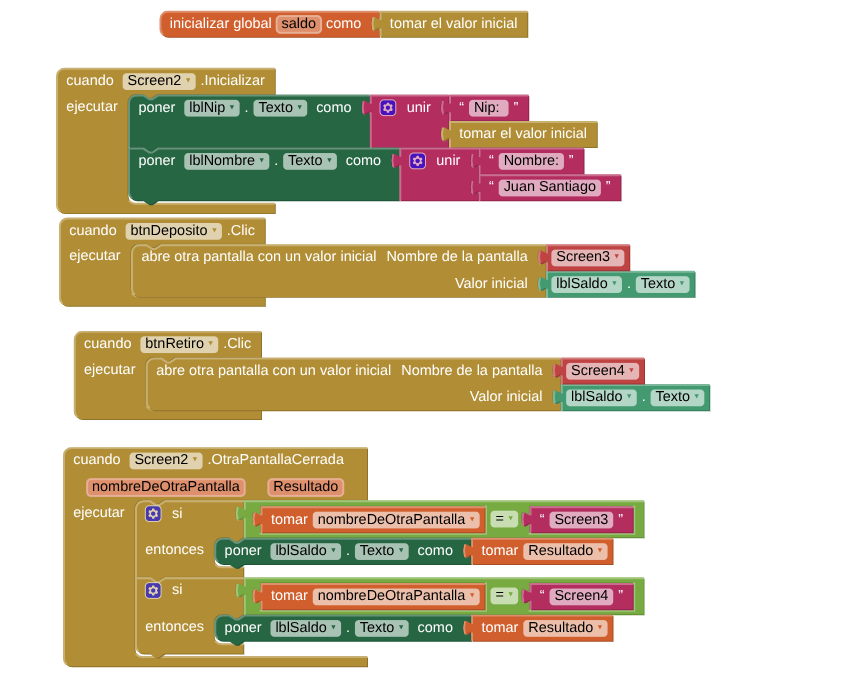 inicializar global saldo como tomar el valor inicial
cuando Screen2 .Inicializar
ejecutar poner lblNip . Texto como unir “ Nip: ”
tomar el valor inicial
poner lblNombre . Texto como unir “ Nombre: ”
“ Juan Santiago ”
cuando btnDeposito .Clic
ejecutar abre otra pantalla con un valor inicial Nombre de la pantalla Screen3
Valor inicial lblSaldo . Texto
cuando btnRetiro .Clic
ejecutar abre otra pantalla con un valor inicial Nombre de la pantalla Screen4
Valor inicial lblSaldo . Texto
cuando Screen2 .OtraPantallaCerrada
nombreDeOtraPantalla Resultado
ejecutar si tomar nombreDeOtraPantalla = “ Screen3 ”
entonces poner lblSaldo . Texto como tomar Resultado
si tomar nombreDeOtraPantalla = “ Screen4 ”
entonces poner lblSaldo . Texto como tomar Resultado